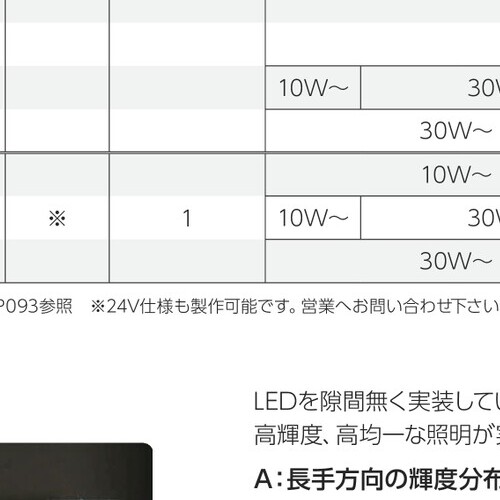 10W～ 30W
30W～
10W～
※ 1 10W～ 30W
30W～
P093参照 ※24V仕様も製作可能です。営業へお問い合わせ下さい
LEDを隙間無く実装してい
高輝度、高均一な照明が
A：長手方向の輝度分布